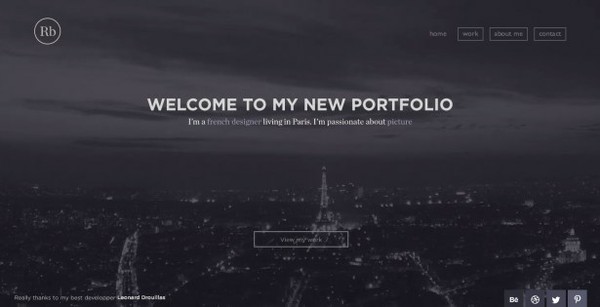 Rb
home work about me contact
WELCOME TO MY NEW PORTFOLIO
I'm a french designer living in Paris. I'm passionate about picture
View my work
Really thanks to my best developper Leonard Drouillas
Bē